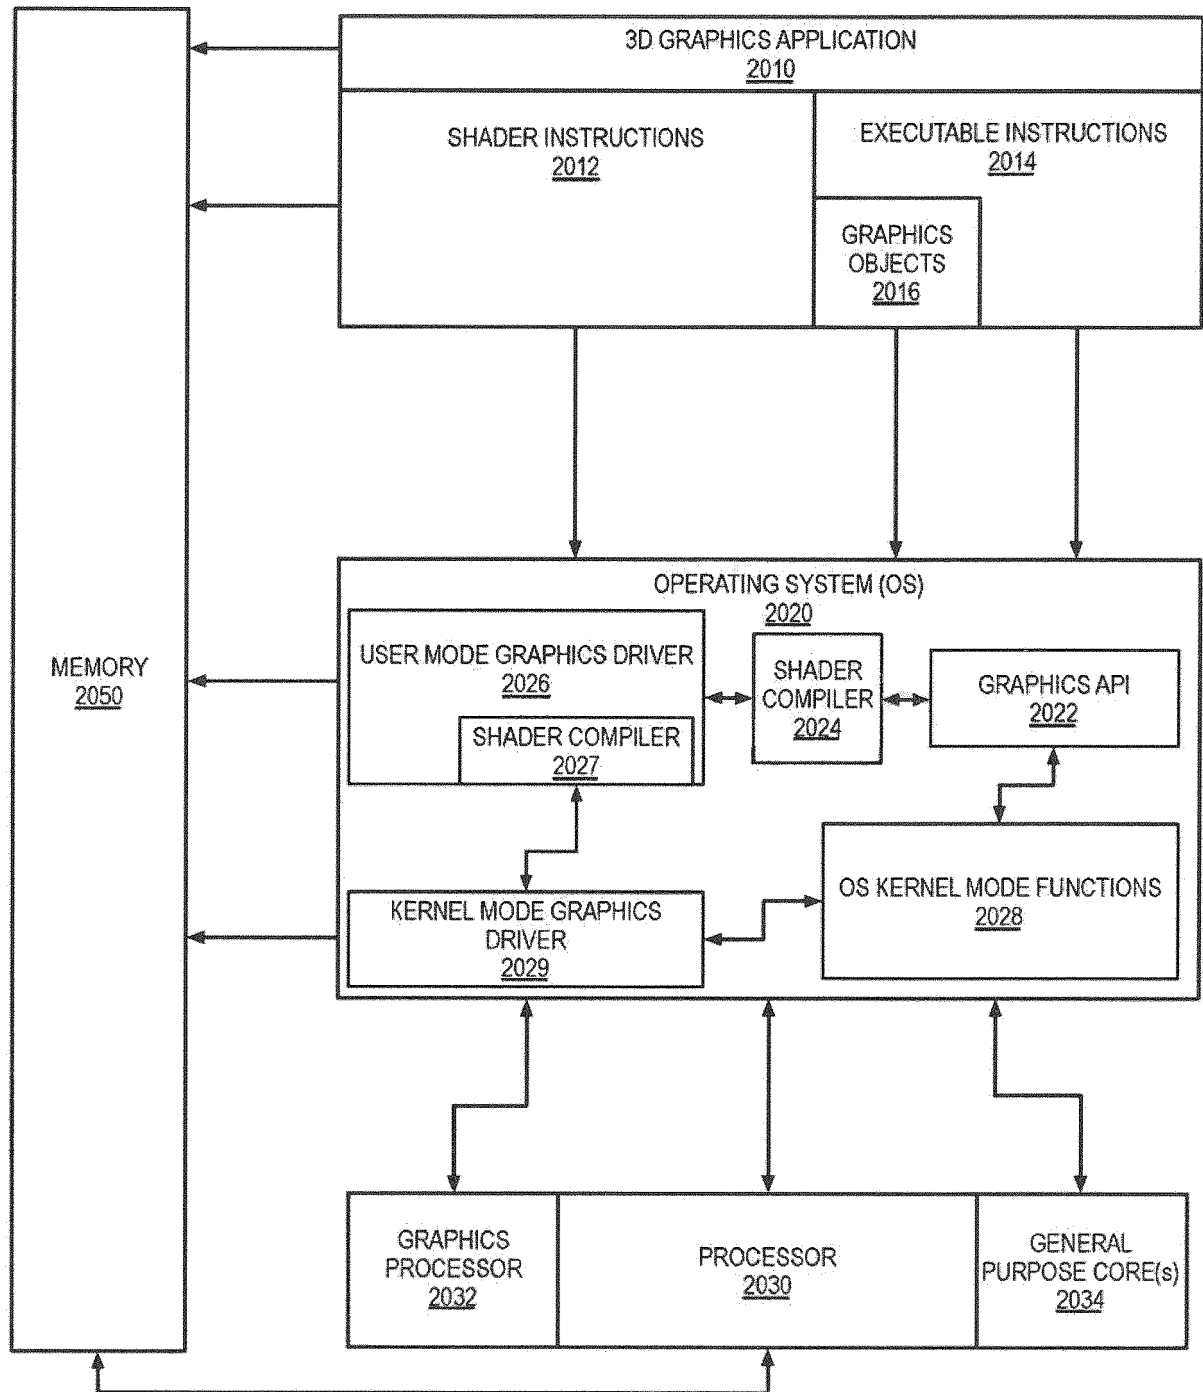 3D GRAPHICS APPLICATION
2010
SHADER INSTRUCTIONS
2012
EXECUTABLE INSTRUCTIONS
2014
GRAPHICS
OBJECTS
2016
MEMORY
2050
OPERATING SYSTEM (OS)
2020
USER MODE GRAPHICS DRIVER
2026
SHADER COMPILER
2027
SHADER
COMPILER
2024
GRAPHICS API
2022
KERNEL MODE GRAPHICS
DRIVER
2029
OS KERNEL MODE FUNCTIONS
2028
GRAPHICS
PROCESSOR
2032
PROCESSOR
2030
GENERAL
PURPOSE CORE(s)
2034